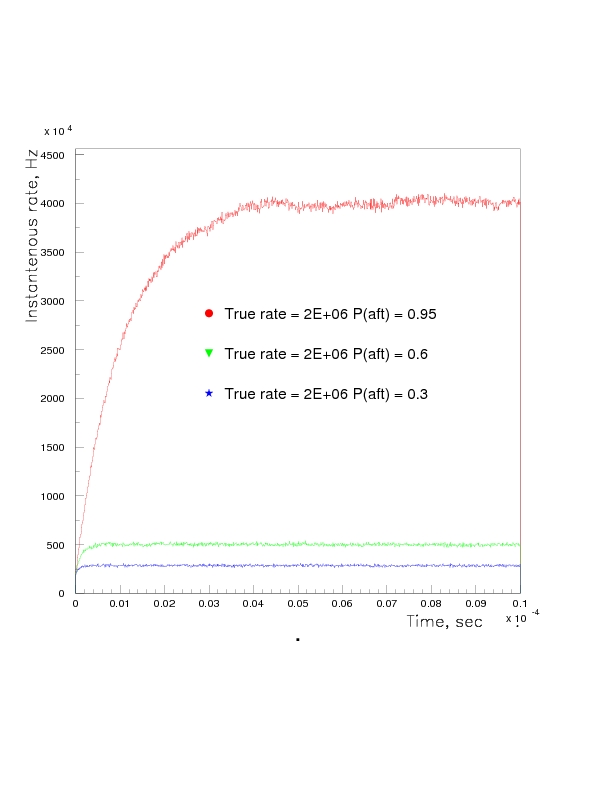 x 10 4
Instantenous rate, Hz
4500
4000
3500
3000
2500
2000
1500
1000
500
0
True rate = 2E+06 P(aft) = 0.95
True rate = 2E+06 P(aft) = 0.6
True rate = 2E+06 P(aft) = 0.3
0 0.01 0.02 0.03 0.04 0.05 0.06 0.07 0.08 0.09 0.1
x 10 -4
Time, sec